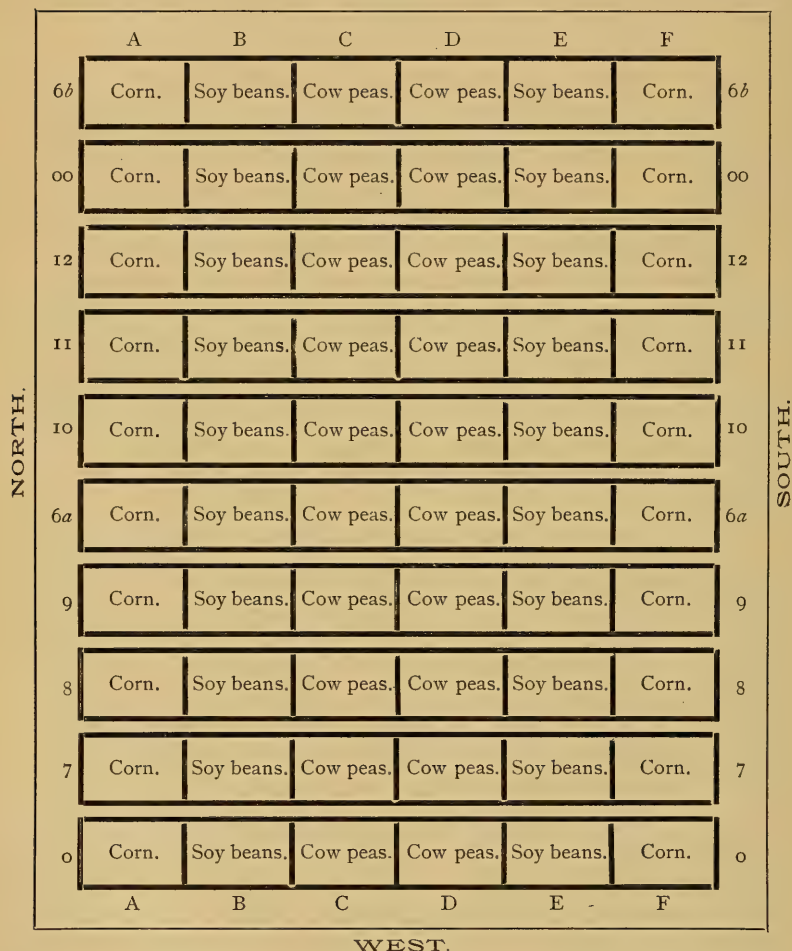 A B C D E F
6b Corn. Soy beans. Cow peas. Cow peas. Soy beans. Corn. 6b
00 Corn. Soy beans. Cow peas. Cow peas. Soy beans. Corn. 00
12 Corn. Soy beans. Cow peas. Cow peas. Soy beans. Corn. 12
11 Corn. Soy beans. Cow peas. Cow peas. Soy beans. Corn. 11
NORTH.
10 Corn. Soy beans. Cow peas. Cow peas. Soy beans. Corn. 10
SOUTH.
6a Corn. Soy beans. Cow peas. Cow peas. Soy beans. Corn. 6a
9 Corn. Soy beans. Cow peas. Cow peas. Soy beans. Corn. 9
8 Corn. Soy beans. Cow peas. Cow peas. Soy beans. Corn. 8
7 Corn. Soy beans. Cow peas. Cow peas. Soy beans. Corn. 7
0 Corn. Soy beans. Cow peas. Cow peas. Soy beans. Corn. 0
A B C D E F
WEST.